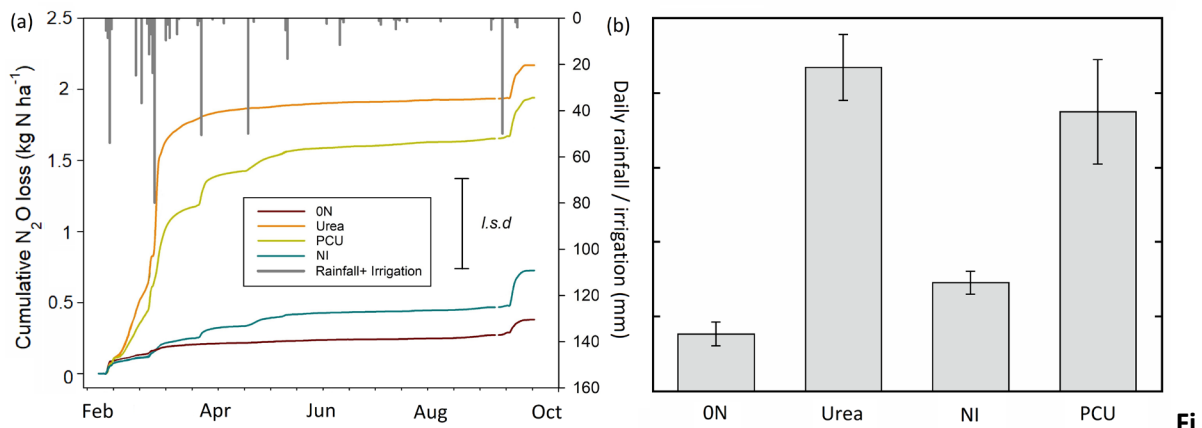 (a)
2.5
2
1.5
1
0.5
0
Cumulative N₂O loss (kg N ha⁻¹)
0N
Urea
PCU
NI
Rainfall+ Irrigation
l.s.d
0
20
40
60
80
100
120
140
160
Daily rainfall / irrigation (mm)
Feb Apr Jun Aug Oct
(b)
0N Urea NI PCU
Fi